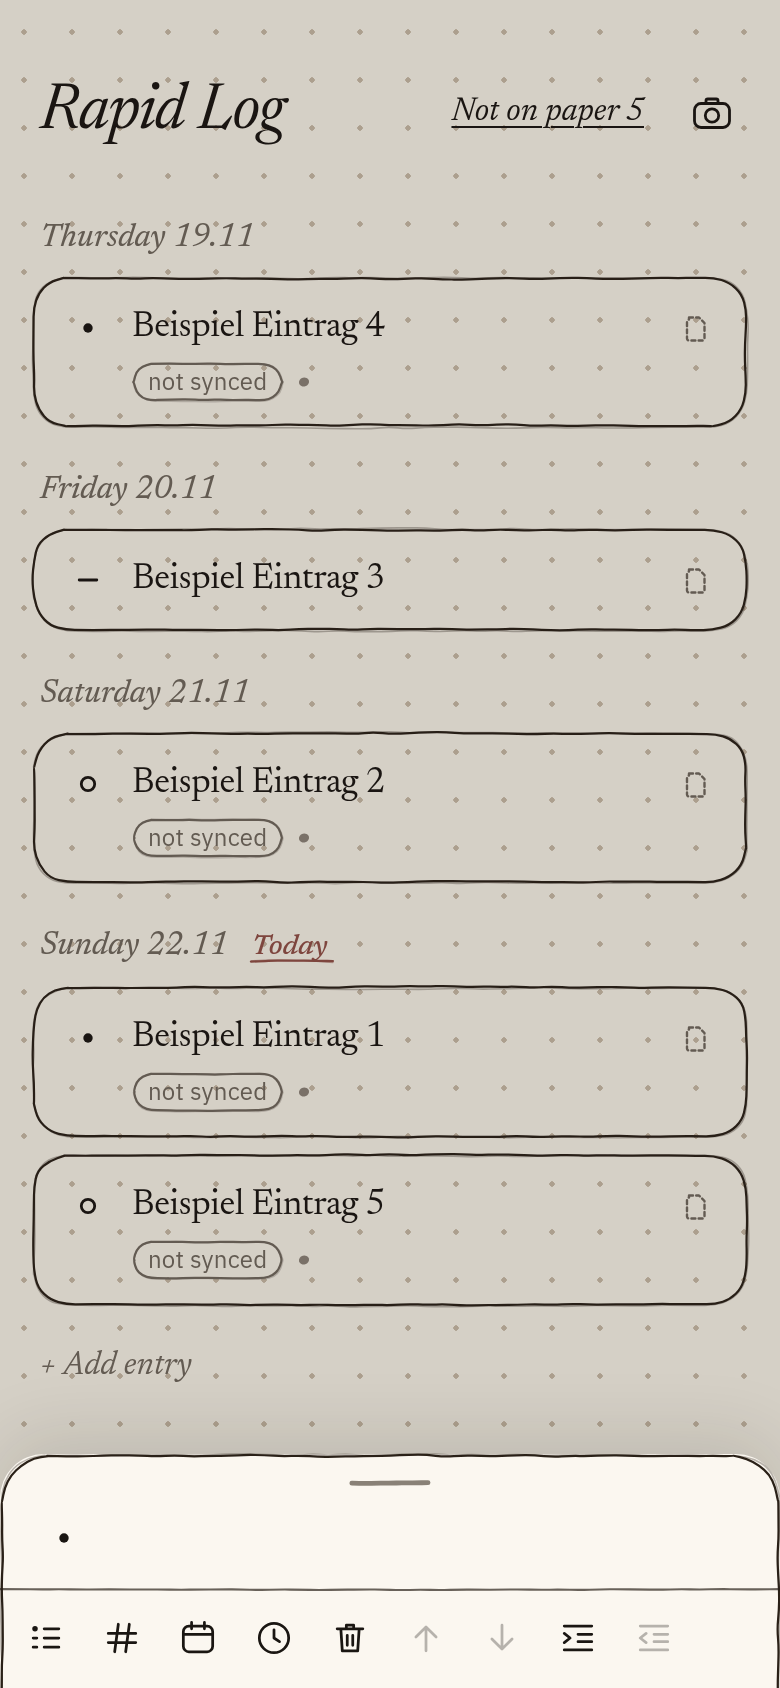 Rapid Log
Not on paper 5
Thursday 19.11
• Beispiel Eintrag 4
not synced
Friday 20.11
– Beispiel Eintrag 3
Saturday 21.11
○ Beispiel Eintrag 2
not synced
Sunday 22.11 Today
• Beispiel Eintrag 1
not synced
○ Beispiel Eintrag 5
not synced
+ Add entry